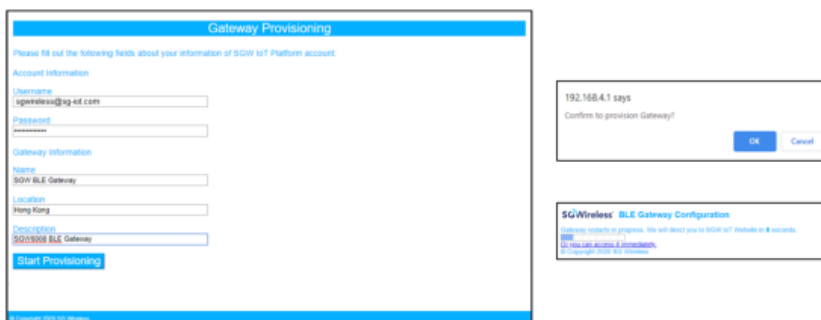 Gateway Provisioning
Please fill out the following fields about your information of SGW IoT Platform account:
Account Information
Username
sgwireless@sg-iot.com
Password
Gateway Information
Name
SGW BLE Gateway
Location
Hong Kong
Description
SGW8008 BLE Gateway
Start Provisioning
© Copyright 2020 SG Wireless
192.168.4.1 says
Confirm to provision Gateway?
OK Cancel
SGWireless BLE Gateway Configuration
Gateway restarts in progress. We will direct you to SGW IoT Website in 8 seconds.
Or you can access it immediately.
© Copyright 2020 SG Wireless